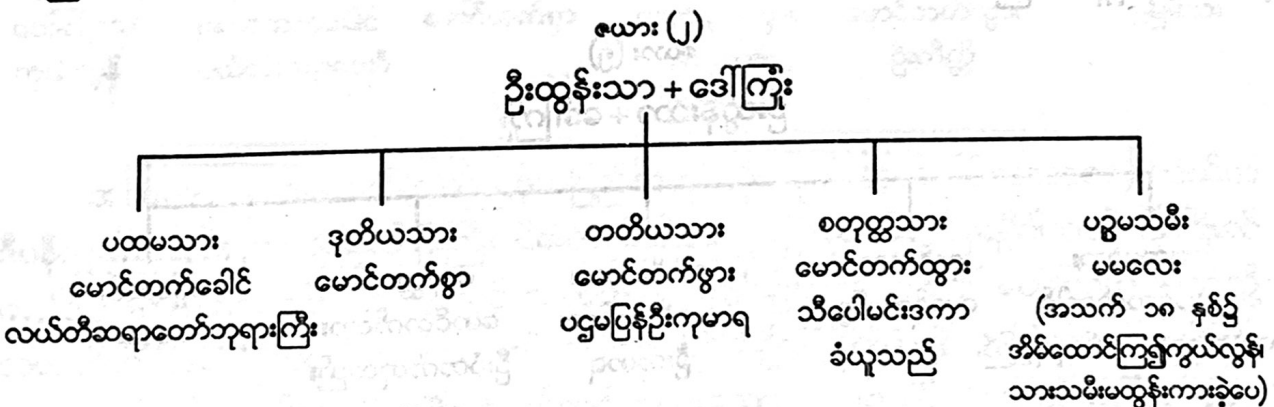 ဇယား (၂)
ဦးထွန်းသာ + ဒေါ်ကြုံး
ပထမသား
မောင်တက်ခေါင်
လယ်တီဆရာတော်ဘုရားကြီး
ဒုတိယသား
မောင်တက်စွာ
တတိယသား
မောင်တက်ဖွား
ပဌမပြန်ဦးကုမာရ
စတုတ္ထသား
မောင်တက်ထွား
သီပေါမင်းဒကာ
ခံယူသည်
ပဉ္စမသမီး
မမလေး
(အသက် ၁၈ နှစ်၌
အိမ်ထောင်ကြ၍ကွယ်လွန်၊
သားသမီးမထွန်းကားခဲ့ပေ)